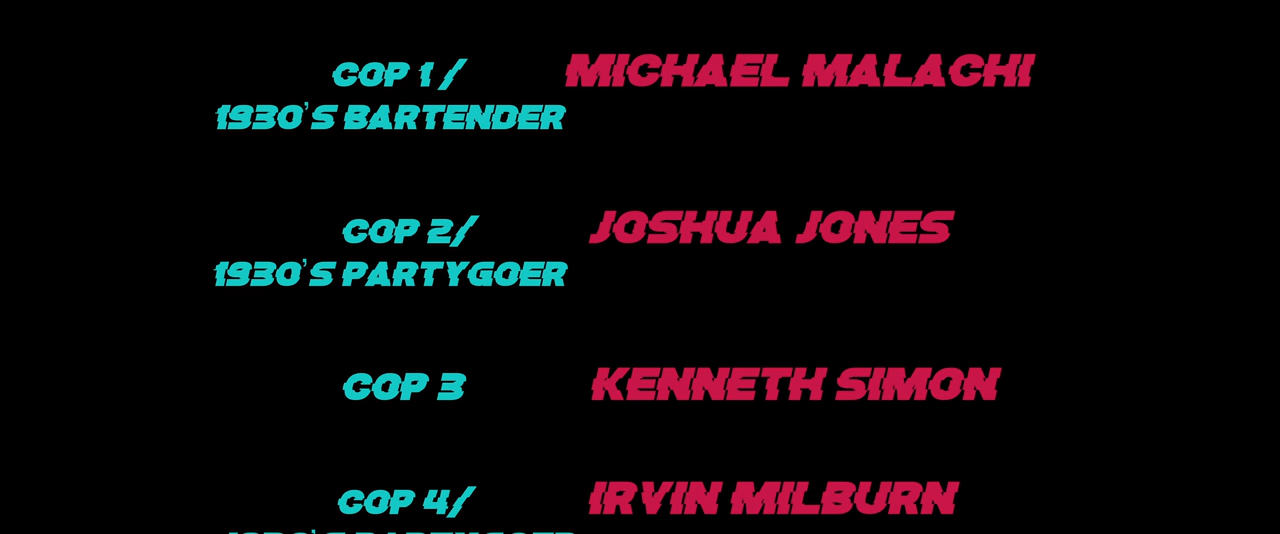 COP 1 / MICHAEL MALACHI
1930'S BARTENDER
COP 2/ JOSHUA JONES
1930'S PARTYGOER
COP 3 KENNETH SIMON
COP 4/ IRVIN MILBURN